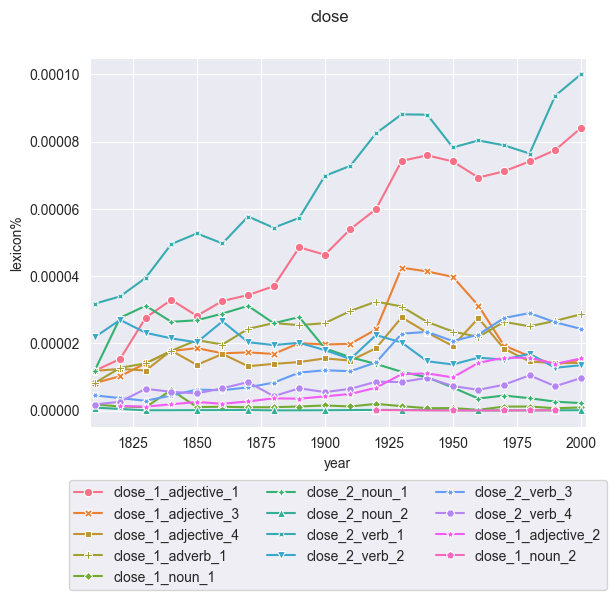 close
0.00010
0.00008
0.00006
0.00004
0.00002
0.00000
lexicon%
1825 1850 1875 1900 1925 1950 1975 2000
year
close_1_adjective_1 close_2_noun_1 close_2_verb_3
close_1_adjective_3 close_2_noun_2 close_2_verb_4
close_1_adjective_4 close_2_verb_1 close_1_adjective_2
close_1_adverb_1 close_2_verb_2 close_1_noun_2
close_1_noun_1